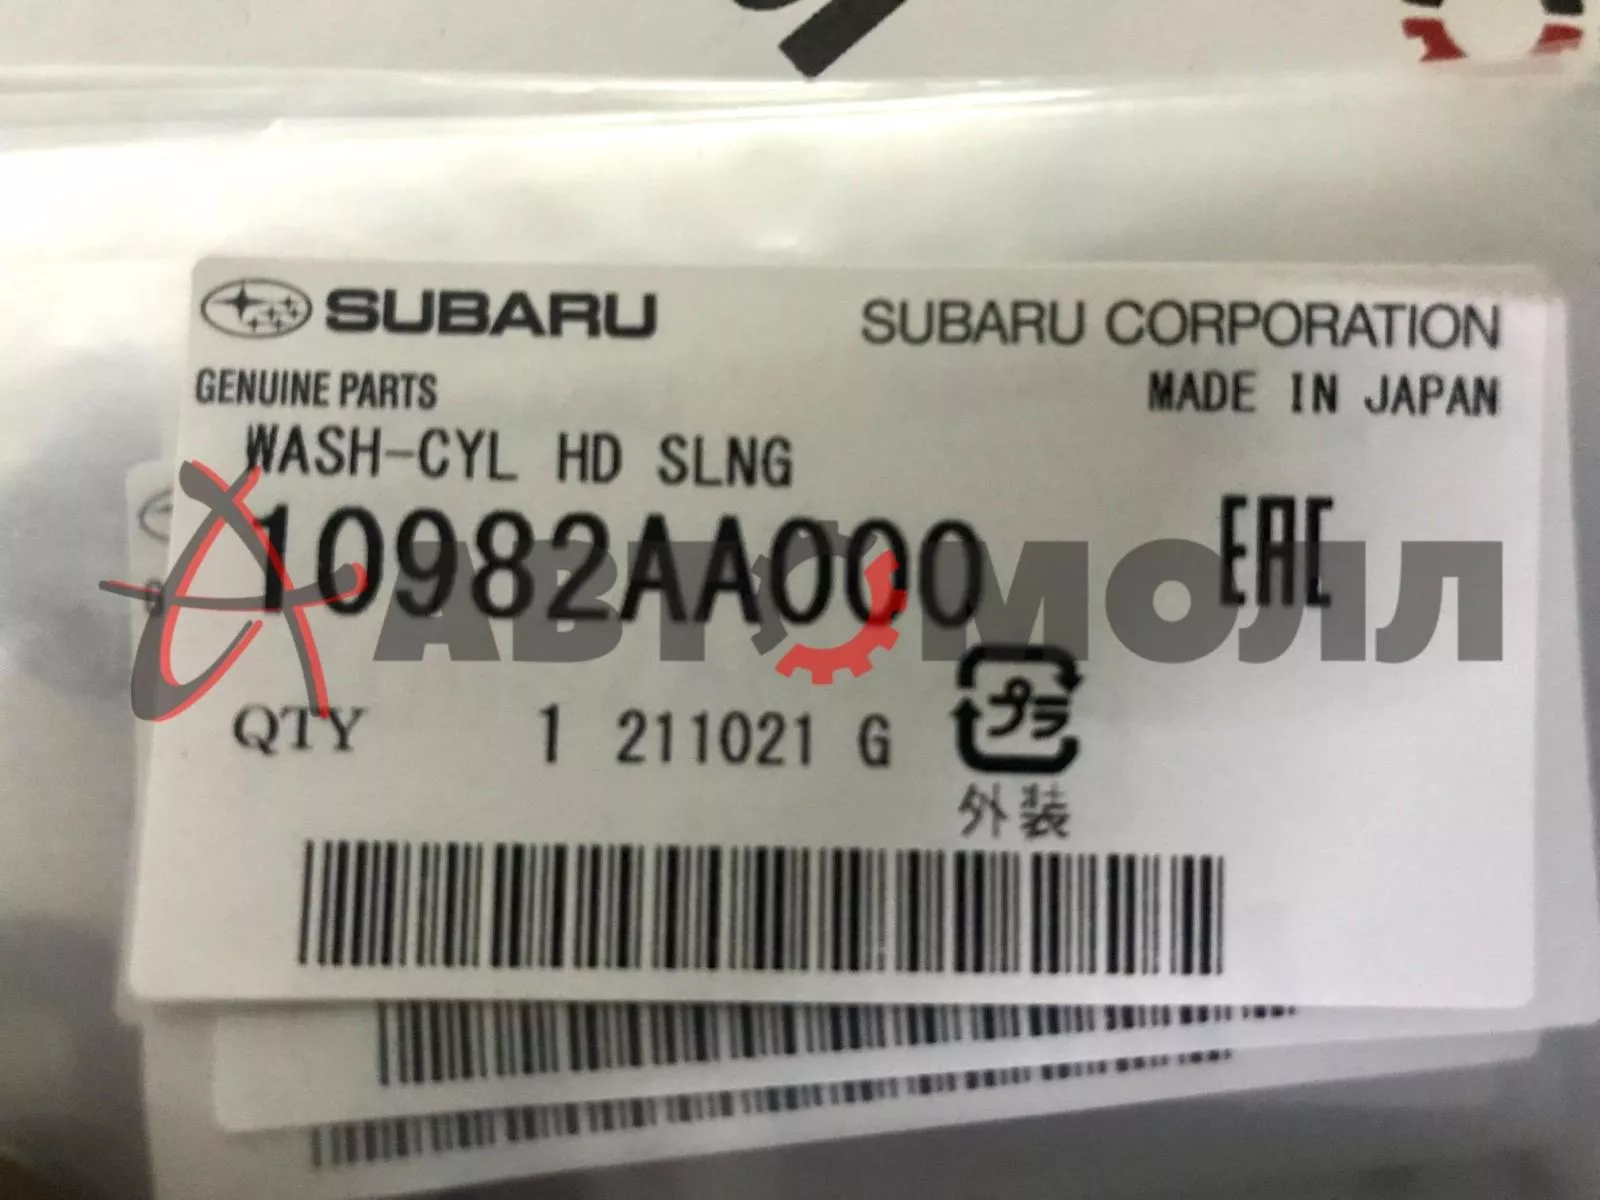 SUBARU
SUBARU CORPORATION
GENUINE PARTS
MADE IN JAPAN
WASH-CYL HD SLNG
10982AA000
EAC
АВТОМОЛЛ
QTY 1 211021 G
プラ
外装